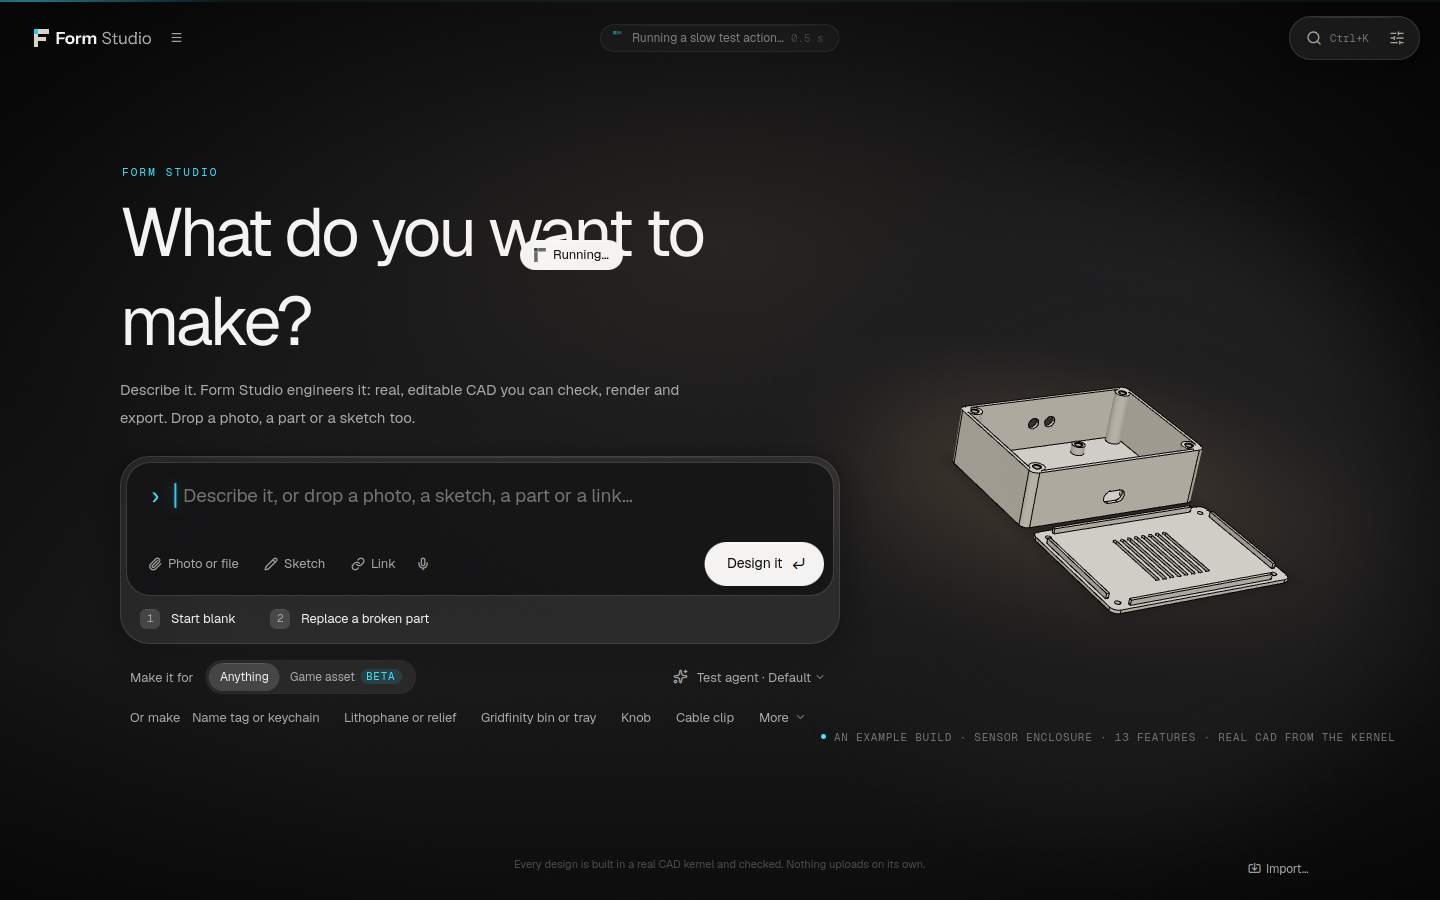 Form Studio
Running a slow test action... 0.5 s
Ctrl+K
FORM STUDIO
What do you want to
Running...
make?
Describe it. Form Studio engineers it: real, editable CAD you can check, render and
export. Drop a photo, a part or a sketch too.
Describe it, or drop a photo, a sketch, a part or a link...
Photo or file
Sketch
Link
Design it
1 Start blank
2 Replace a broken part
Make it for
Anything
Game asset BETA
Test agent · Default
Or make
Name tag or keychain
Lithophane or relief
Gridfinity bin or tray
Knob
Cable clip
More
AN EXAMPLE BUILD · SENSOR ENCLOSURE · 13 FEATURES · REAL CAD FROM THE KERNEL
Every design is built in a real CAD kernel and checked. Nothing uploads on its own.
Import...